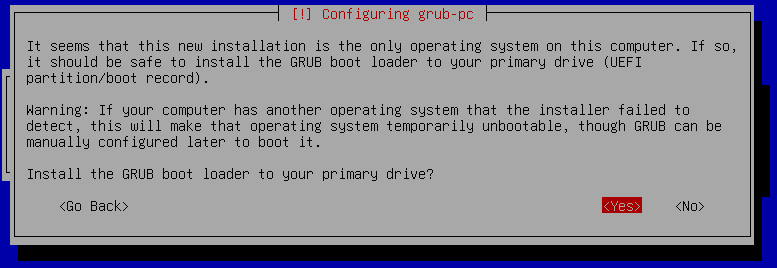 [!] Configuring grub-pc
It seems that this new installation is the only operating system on this computer. If so,
it should be safe to install the GRUB boot loader to your primary drive (UEFI
partition/boot record).
Warning: If your computer has another operating system that the installer failed to
detect, this will make that operating system temporarily unbootable, though GRUB can be
manually configured later to boot it.
Install the GRUB boot loader to your primary drive?
<Go Back> <Yes> <No>